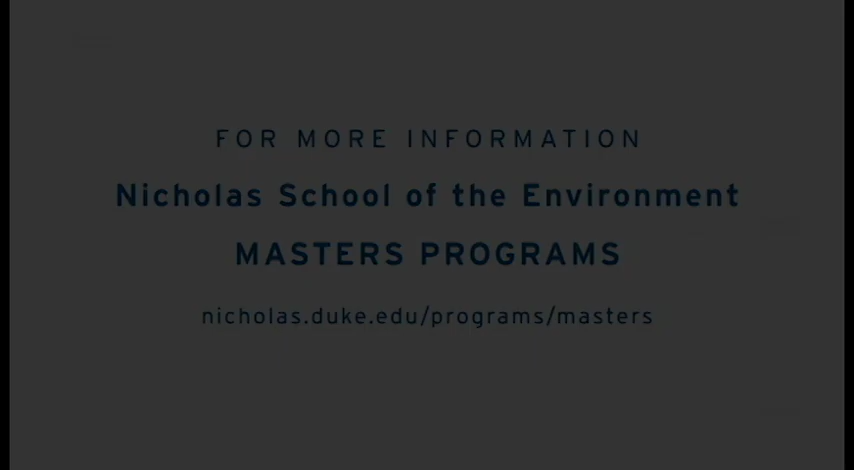 FOR MORE INFORMATION
Nicholas School of the Environment
MASTERS PROGRAMS
nicholas.duke.edu/programs/masters